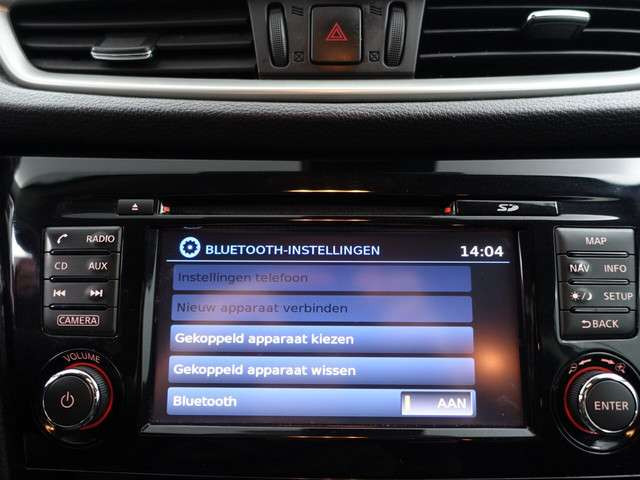 SD
RADIO
CD AUX
CAMERA
VOLUME
BLUETOOTH-INSTELLINGEN 14:04
Instellingen telefoon
Nieuw apparaat verbinden
Gekoppeld apparaat kiezen
Gekoppeld apparaat wissen
Bluetooth AAN
MAP
NAV INFO
SETUP
BACK
ENTER